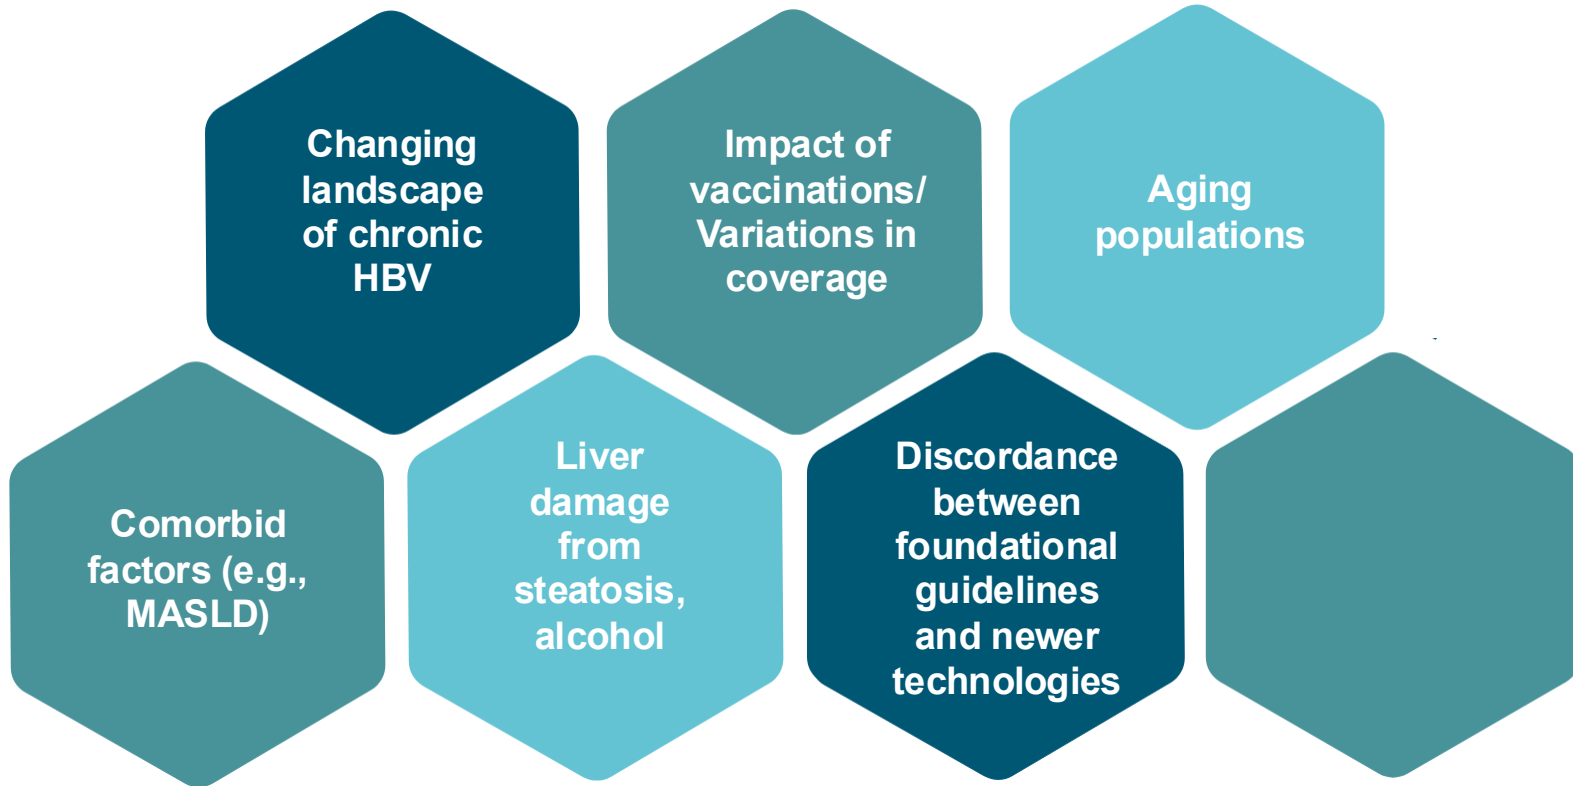 Changing
landscape
of chronic
HBV
Impact of
vaccinations/
Variations in
coverage
Aging
populations
Comorbid
factors (e.g.,
MASLD)
Liver
damage
from
steatosis,
alcohol
Discordance
between
foundational
guidelines
and newer
technologies